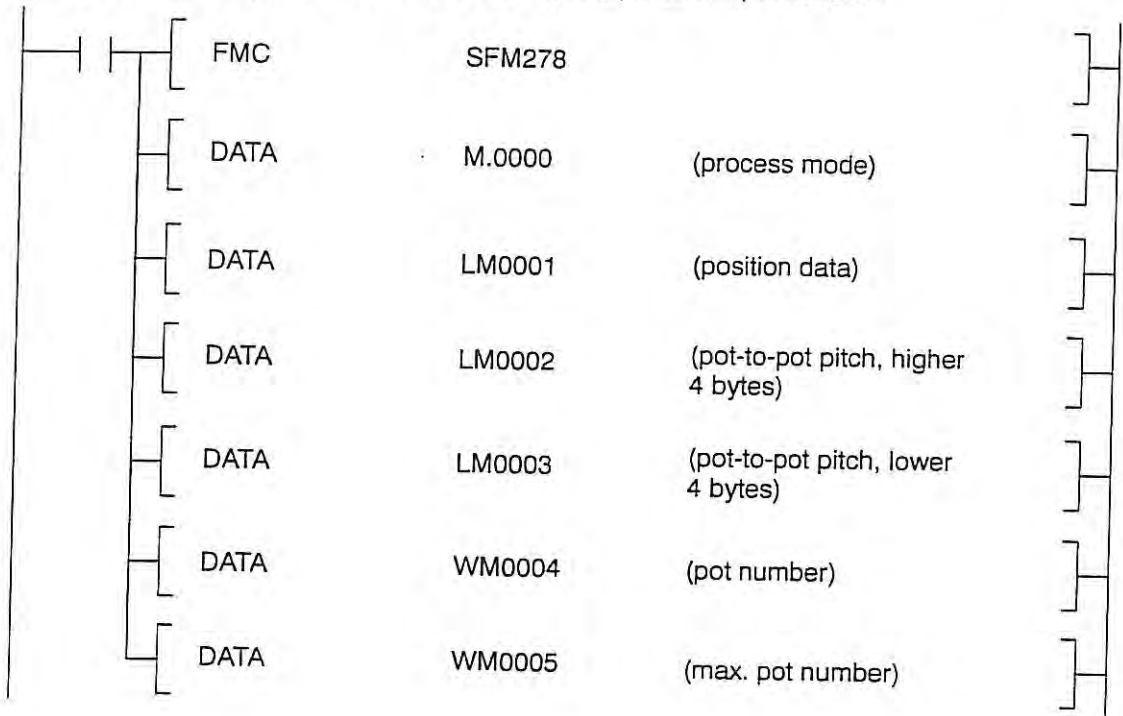 FMC SFM278
DATA M.0000 (process mode)
DATA LM0001 (position data)
DATA LM0002 (pot-to-pot pitch, higher
4 bytes)
DATA LM0003 (pot-to-pot pitch, lower
4 bytes)
DATA WM0004 (pot number)
DATA WM0005 (max. pot number)